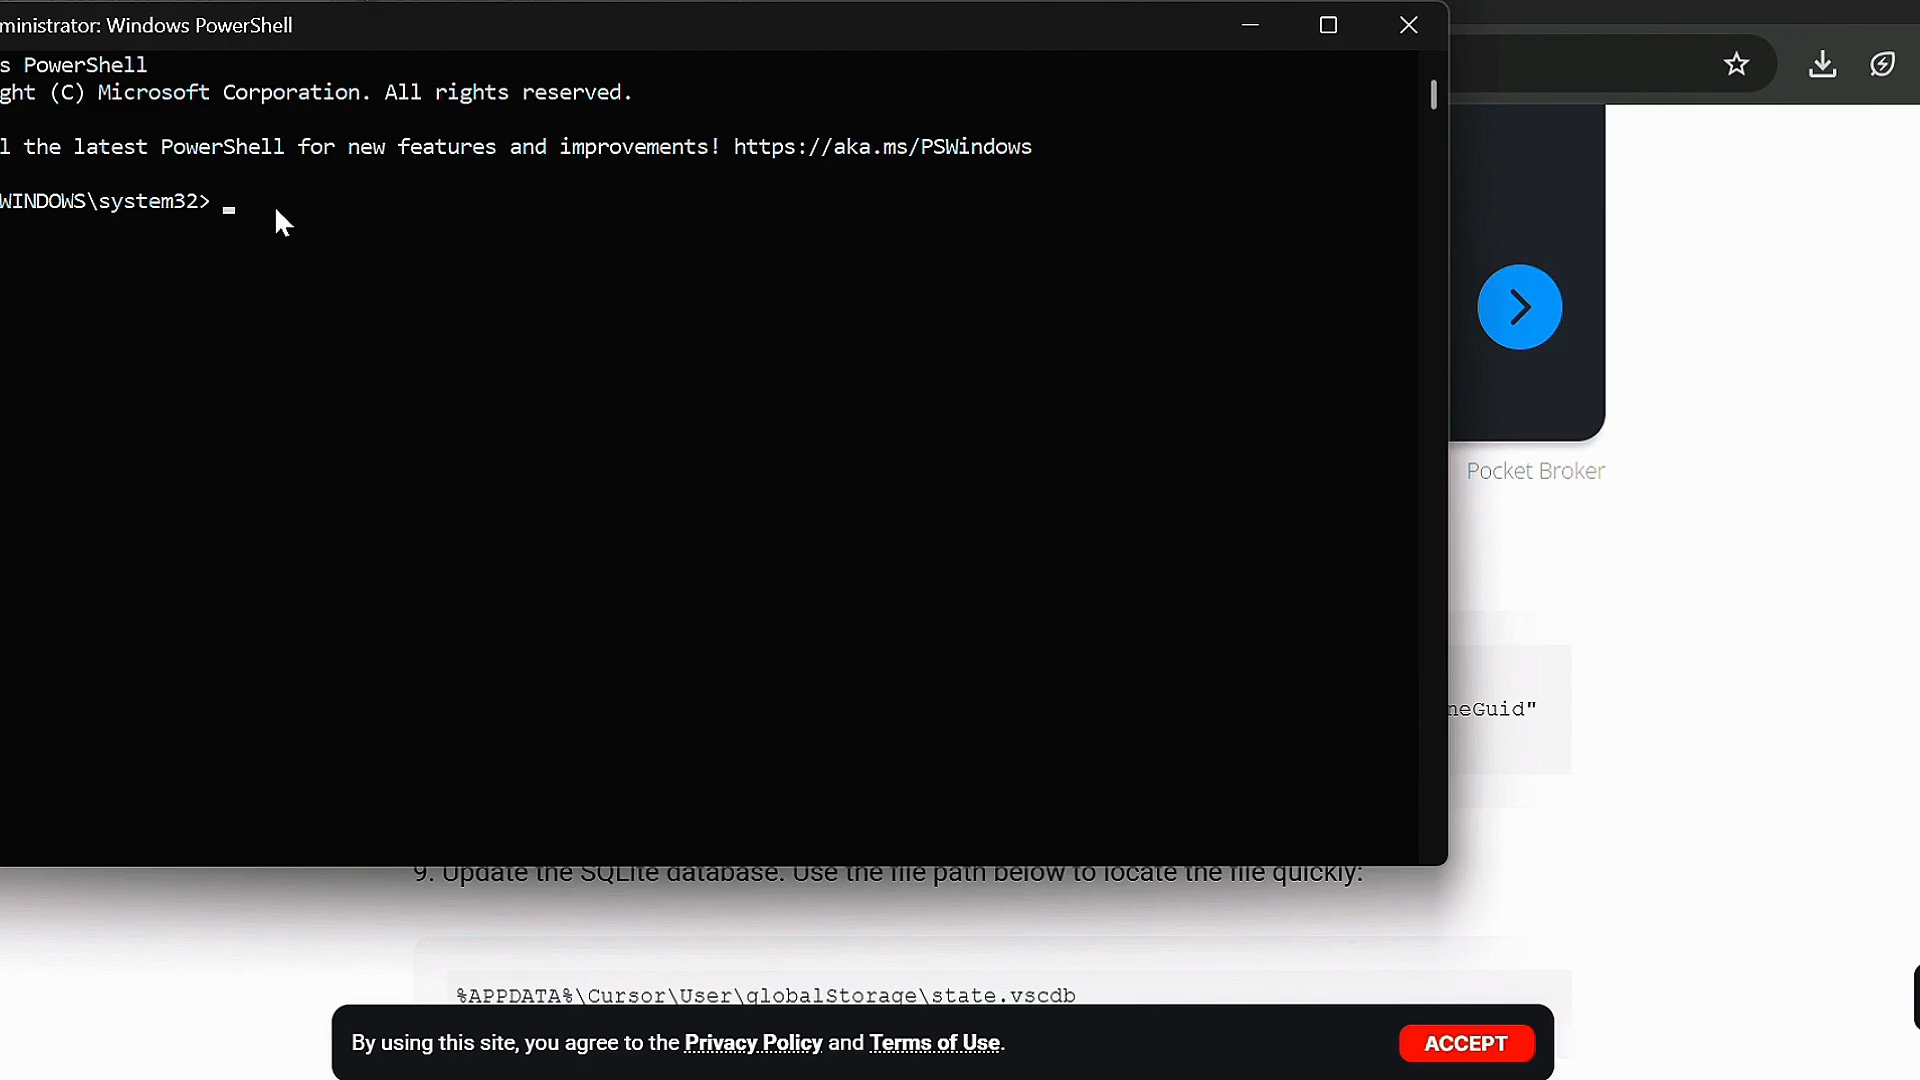 ministrator: Windows PowerShell
s PowerShell
ght (C) Microsoft Corporation. All rights reserved.
l the latest PowerShell for new features and improvements! https://aka.ms/PSWindows
WINDOWS\system32>
Pocket Broker
neGuid"
9. Update the SQLite database. Use the file path below to locate the file quickly:
%APPDATA%\Cursor\User\globalStorage\state.vscdb
By using this site, you agree to the Privacy Policy and Terms of Use.
ACCEPT